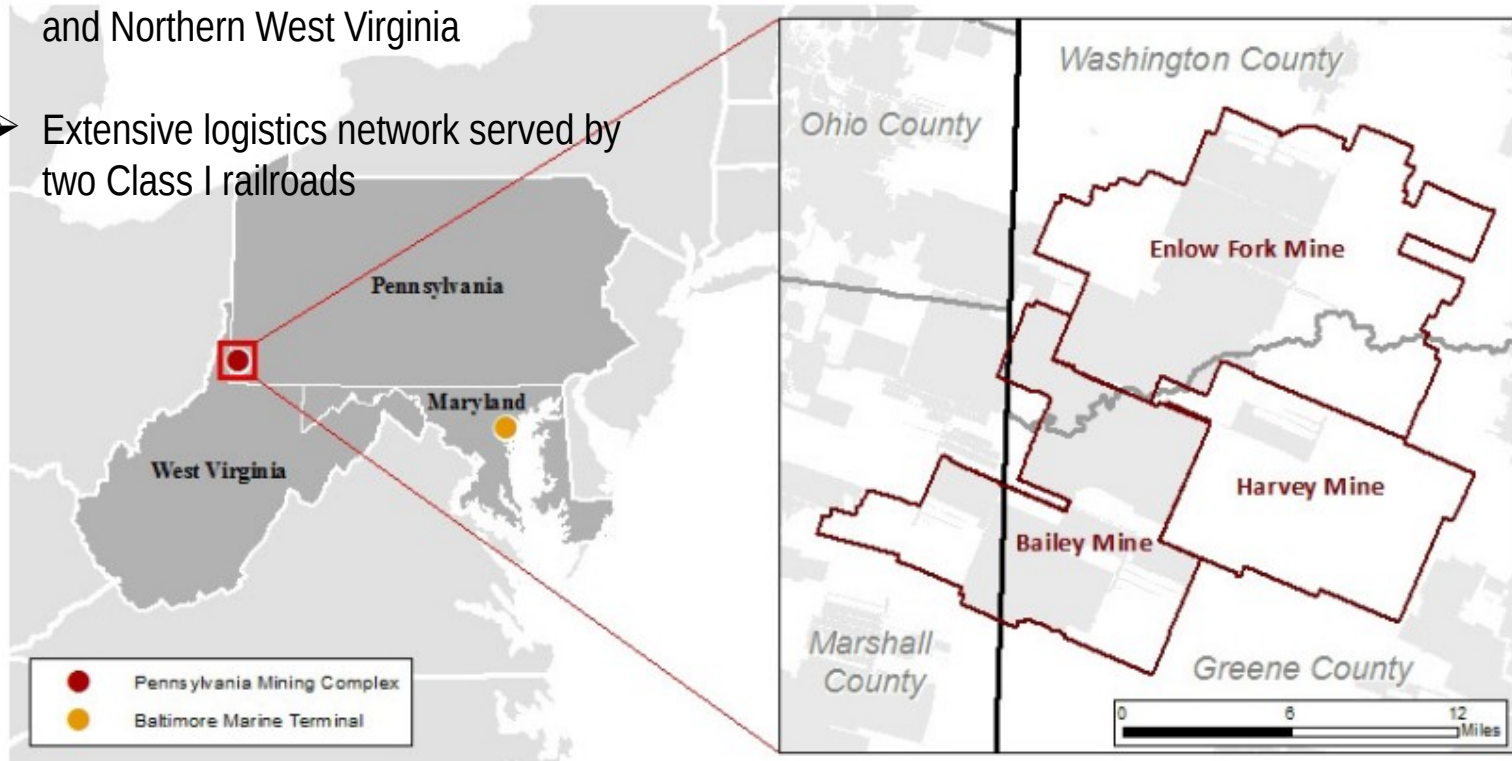 and Northern West Virginia
➢ Extensive logistics network served by
two Class I railroads
Pennsylvania
Maryland
West Virginia
Pennsylvania Mining Complex
Baltimore Marine Terminal
Washington County
Ohio County
Enlow Fork Mine
Harvey Mine
Bailey Mine
Marshall
County
Greene County
0 6 12
Miles